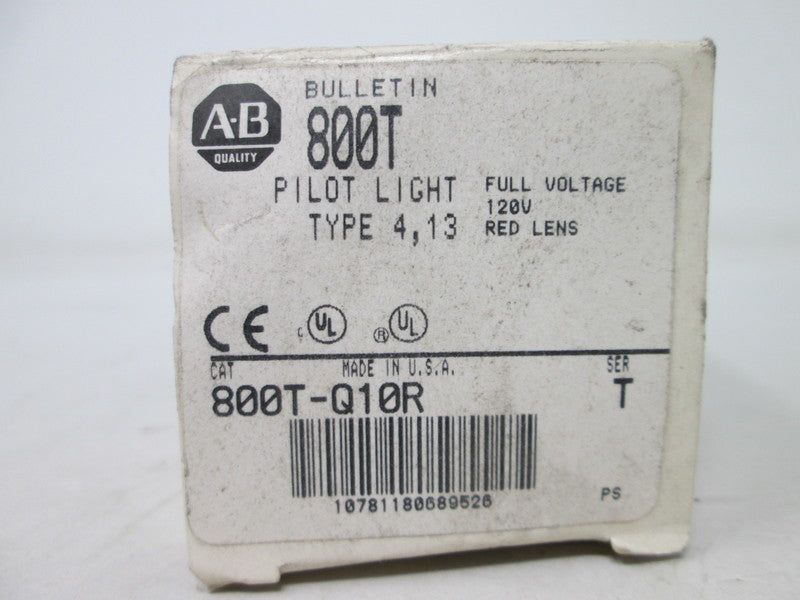 A-B
QUALITY
BULLETIN
800T
PILOT LIGHT
TYPE 4,13
FULL VOLTAGE
120V
RED LENS
CE
c UL
® UL
CAT MADE IN U.S.A. SER
800T-Q10R T
10781180689526
PS